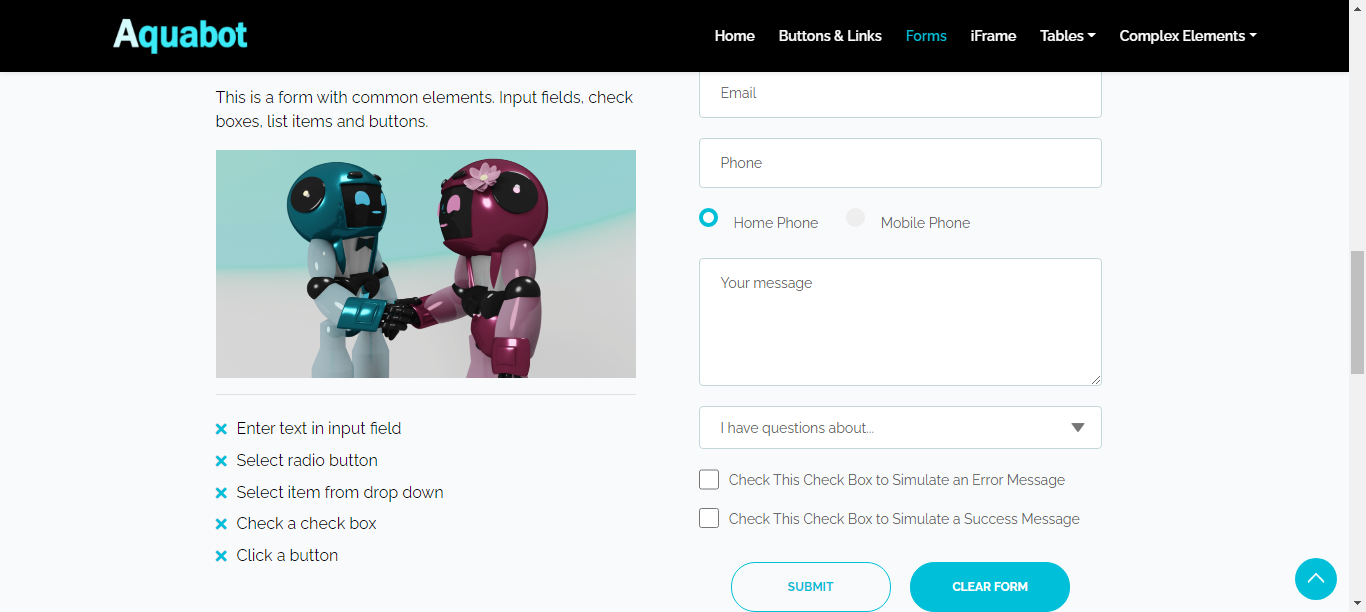 Aquabot
Home Buttons & Links Forms iFrame Tables Complex Elements
This is a form with common elements. Input fields, check
boxes, list items and buttons.
Enter text in input field
Select radio button
Select item from drop down
Check a check box
Click a button
Email
Phone
Home Phone Mobile Phone
Your message
I have questions about...
Check This Check Box to Simulate an Error Message
Check This Check Box to Simulate a Success Message
SUBMIT CLEAR FORM